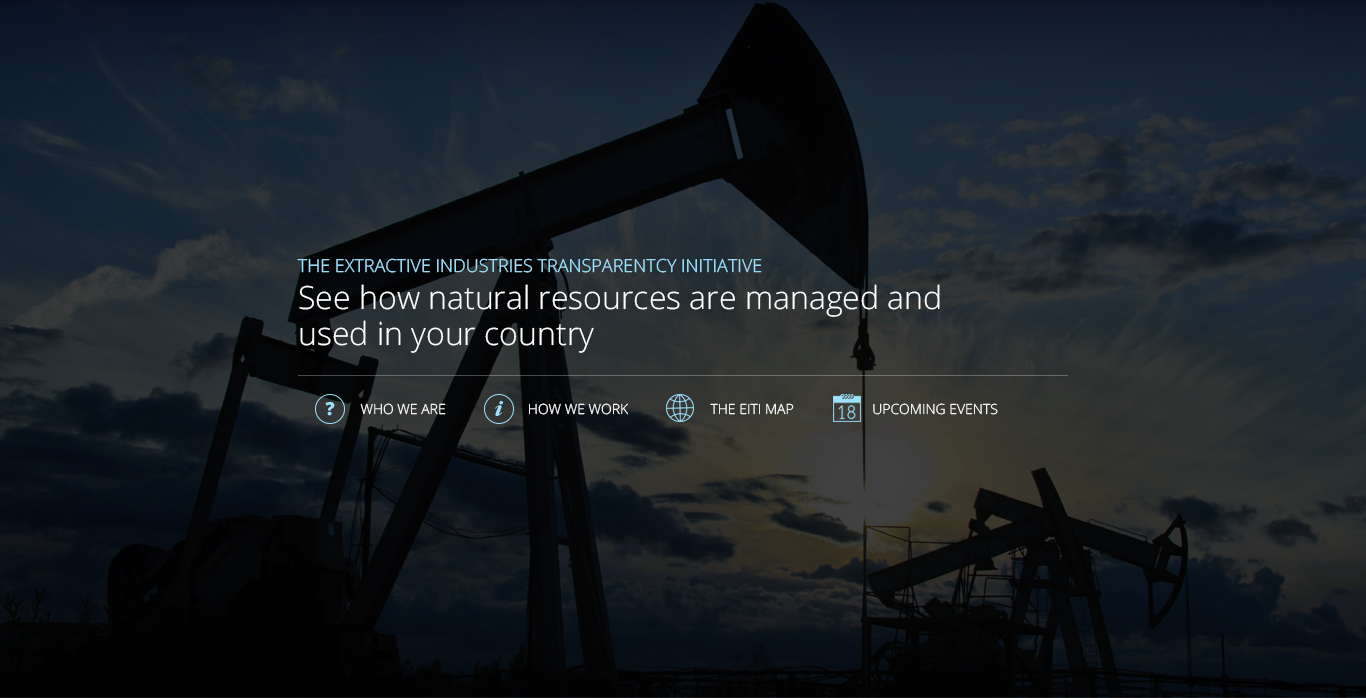 THE EXTRACTIVE INDUSTRIES TRANSPARENTCY INITIATIVE
See how natural resources are managed and
used in your country
? WHO WE ARE
i HOW WE WORK
THE EITI MAP
18 UPCOMING EVENTS